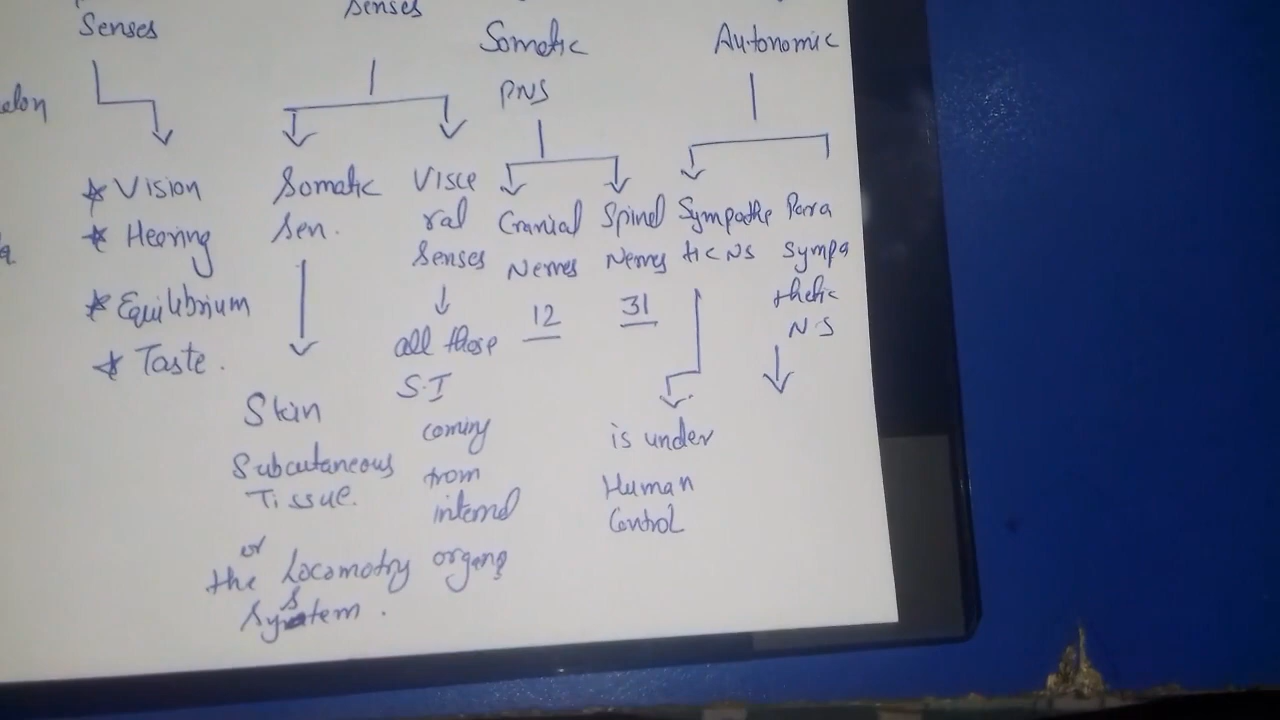 Senses
Senses
Somatic
PNS
Autonomic
* Vision
* Hearing
* Equilibrium
* Taste.
Somatic
Sen.
Skin
Subcutaneous
Tissue.
or
the Locomotry
System.
Visce
ral
Senses
all those
S.I
coming
from
internal
organs
Cranial
Nerves
12
Spinal
Nerves
31
Sympathe
tic NS
is under
Human
Control
Para
sympa
thetic
N.S